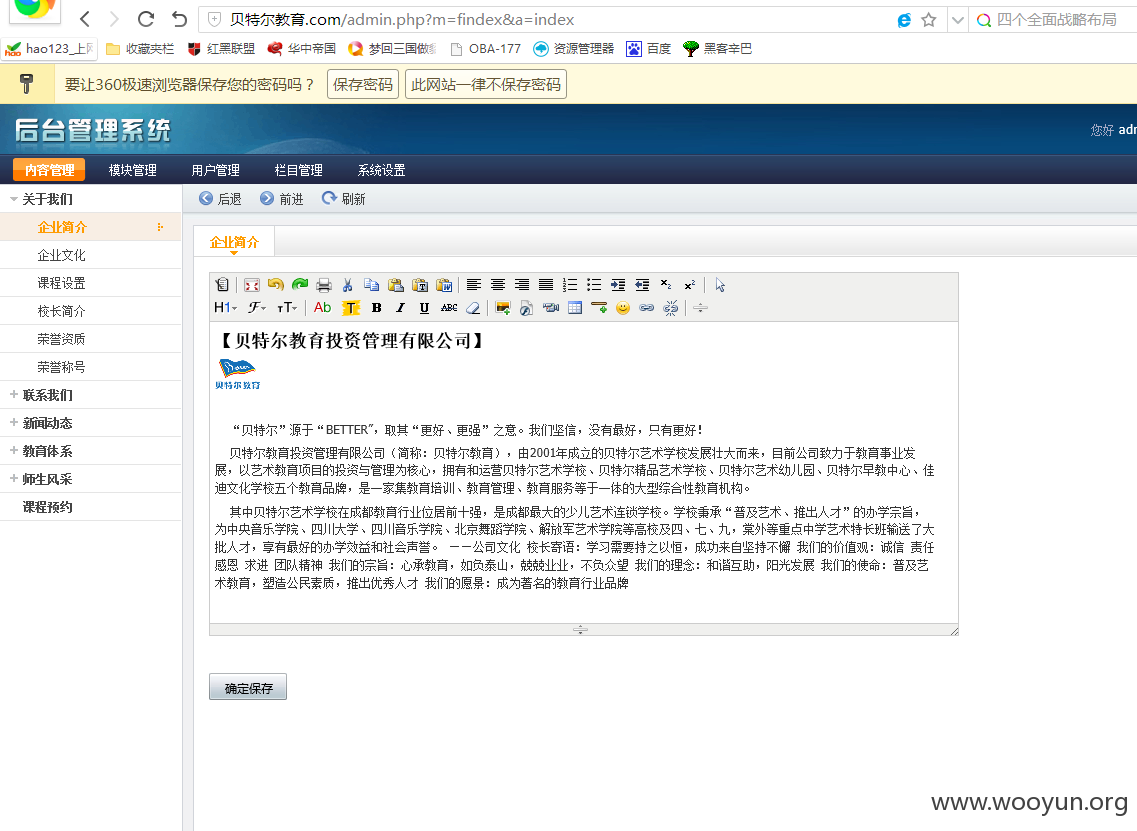 贝特尔教育.com/admin.php?m=findex&a=index
四个全面战略布局
hao123_上网 收藏夹栏 红黑联盟 华中帝国 梦回三国做 OBA-177 资源管理器 百度 黑客辛巴
要让360极速浏览器保存您的密码吗？ 保存密码 此网站一律不保存密码
后台管理系统
您好 adm
内容管理 模块管理 用户管理 栏目管理 系统设置
关于我们
后退 前进 刷新
企业简介
企业文化
课程设置
校长简介
荣誉资质
荣誉称号
联系我们
新闻动态
教育体系
师生风采
课程预约
企业简介
H1 F TT Ab T B I U ABC
【贝特尔教育投资管理有限公司】
贝特尔教育
“贝特尔”源于“BETTER”，取其“更好、更强”之意。我们坚信，没有最好，只有更好！
贝特尔教育投资管理有限公司（简称：贝特尔教育），由2001年成立的贝特尔艺术学校发展壮大而来，目前公司致力于教育事业发
展，以艺术教育项目的投资与管理为核心，拥有和运营贝特尔艺术学校、贝特尔精品艺术学校、贝特尔艺术幼儿园、贝特尔早教中心、佳
迪文化学校五个教育品牌，是一家集教育培训、教育管理、教育服务等于一体的大型综合性教育机构。
其中贝特尔艺术学校在成都教育行业位居前十强，是成都最大的少儿艺术连锁学校。学校秉承“普及艺术、推出人才”的办学宗旨，
为中央音乐学院、四川大学、四川音乐学院、北京舞蹈学院、解放军艺术学院等高校及四、七、九，棠外等重点中学艺术特长班输送了大
批人才，享有最好的办学效益和社会声誉。 －－公司文化 校长寄语：学习需要持之以恒，成功来自坚持不懈 我们的价值观：诚信 责任
感恩 求进 团队精神 我们的宗旨：心承教育，如负泰山，兢兢业业，不负众望 我们的理念：和谐互助，阳光发展 我们的使命：普及艺
术教育，塑造公民素质，推出优秀人才 我们的愿景：成为著名的教育行业品牌
确定保存
www.wooyun.org